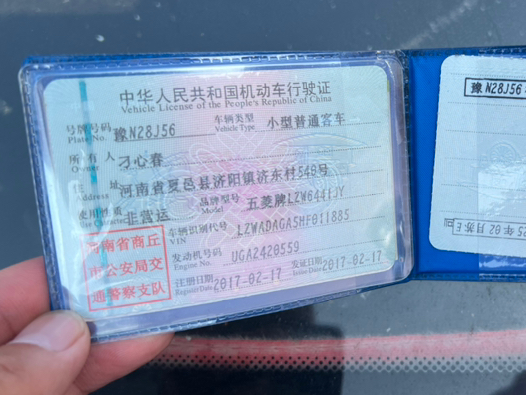 中华人民共和国机动车行驶证
Vehicle License of the People's Republic of China
号牌号码 豫N28J56 车辆类型 小型普通客车
Plate No. Vehicle Type
所有人 刁心春
Owner
住址 河南省夏邑县济阳镇济东村548号
Address
使用性质 非营运 品牌型号 五菱牌LZW6441JY
Use Character Model
车辆识别代号 LZWADAGA5HF011885
VIN
发动机号码 UGA2420559
Engine No.
注册日期 2017-02-17 发证日期 2017-02-17
Register Date Issue Date
河南省商丘
市公安局交
通警察支队
豫N28J56